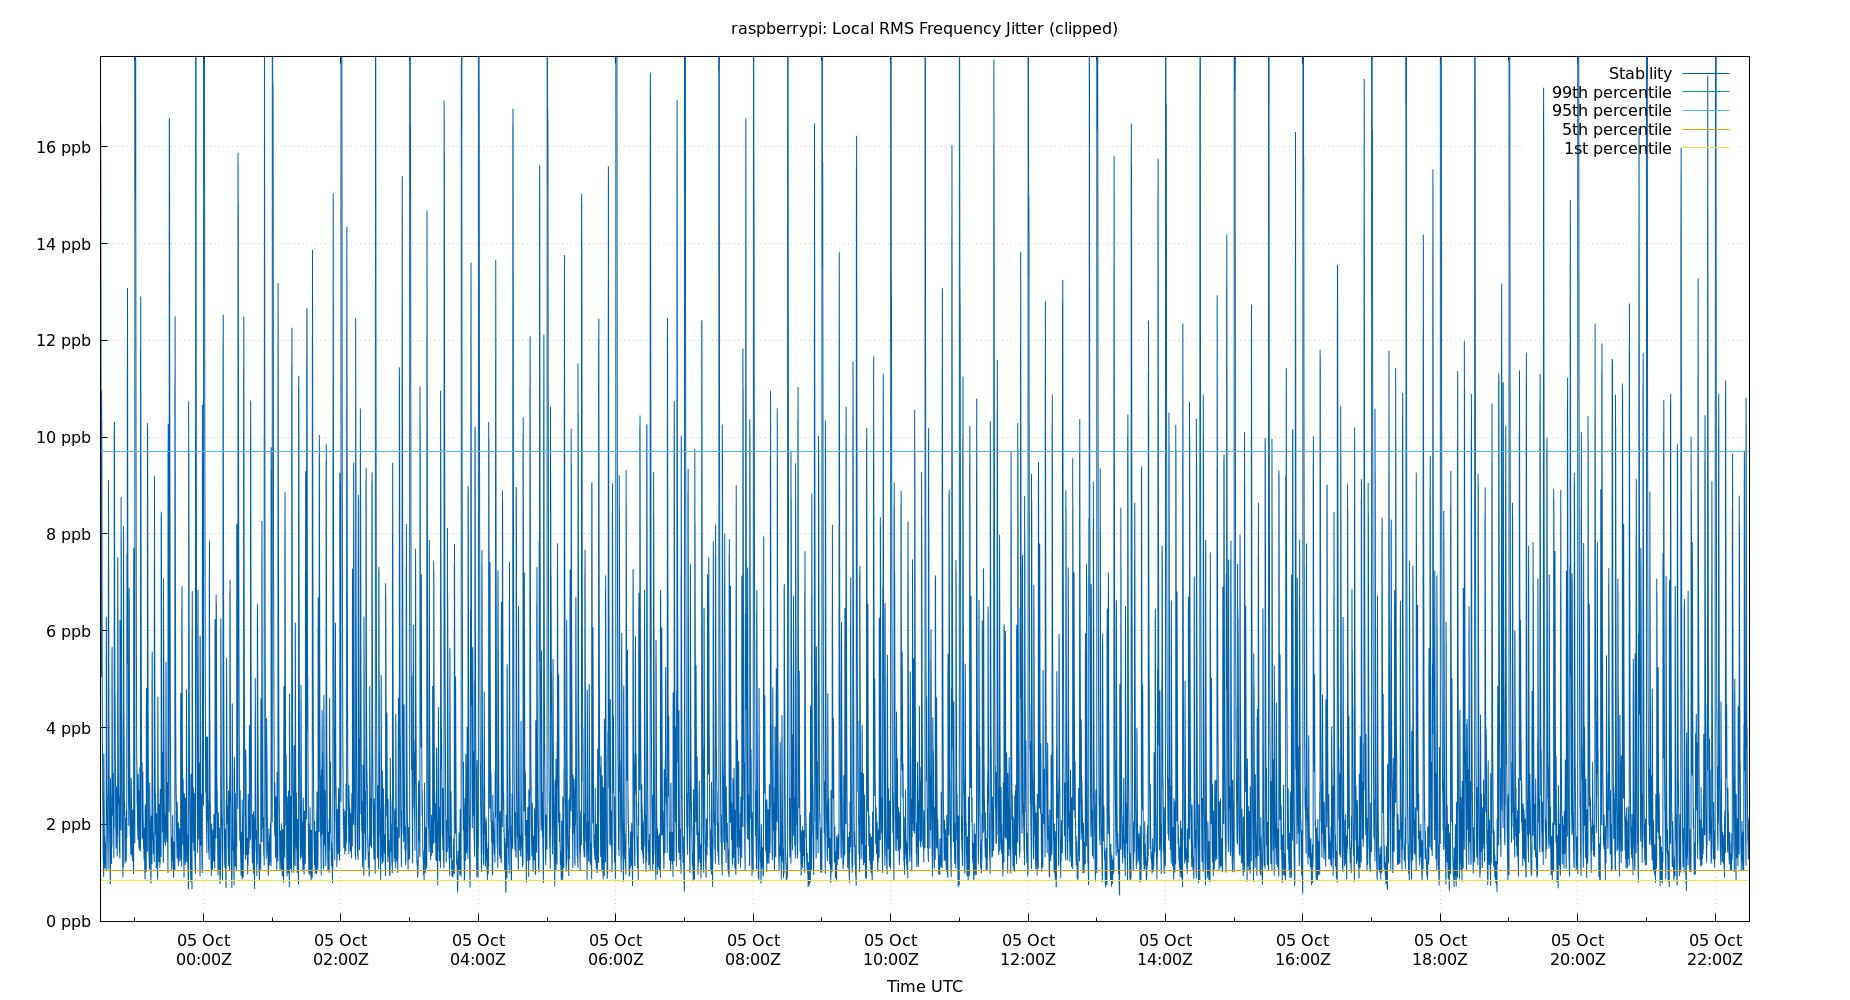 raspberrypi: Local RMS Frequency Jitter (clipped)
Stability
99th percentile
95th percentile
5th percentile
1st percentile
16 ppb
14 ppb
12 ppb
10 ppb
8 ppb
6 ppb
4 ppb
2 ppb
0 ppb
05 Oct 05 Oct 05 Oct 05 Oct 05 Oct 05 Oct 05 Oct 05 Oct 05 Oct 05 Oct 05 Oct 05 Oct
00:00Z 02:00Z 04:00Z 06:00Z 08:00Z 10:00Z 12:00Z 14:00Z 16:00Z 18:00Z 20:00Z 22:00Z
Time UTC